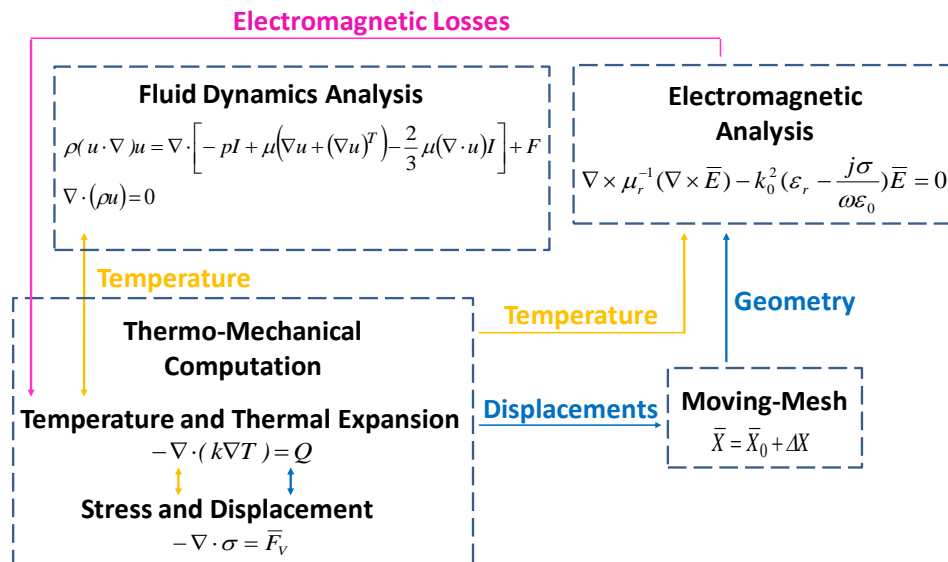 Electromagnetic Losses
Fluid Dynamics Analysis
ρ( u · ∇ )u = ∇ · [ − pI + μ(∇u + (∇u)^T) − 2/3 μ(∇ · u)I ] + F
∇ · (ρu) = 0
Electromagnetic
Analysis
∇ × μ_r^{-1} (∇ × E̅) − k_0^2 (ε_r − jσ/ωε_0)E̅ = 0
Temperature
Temperature
Geometry
Thermo-Mechanical
Computation
Temperature and Thermal Expansion
− ∇ · ( k∇T ) = Q
Stress and Displacement
− ∇ · σ = F̅_V
Displacements
Moving-Mesh
X̅ = X̅_0 + ΔX